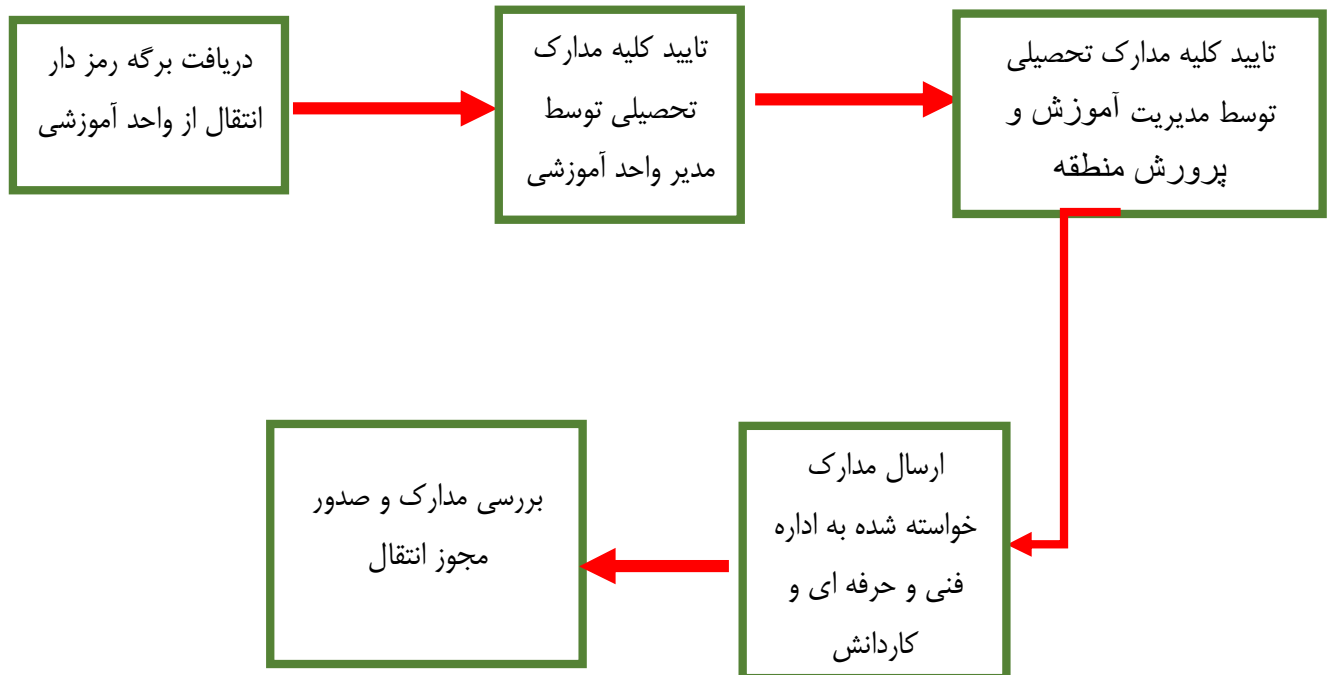 دریافت برگه رمز دار
انتقال از واحد آموزشی
تایید کلیه مدارک
تحصیلی توسط
مدیر واحد آموزشی
تایید کلیه مدارک تحصیلی
توسط مدیریت آموزش و
پرورش منطقه
ارسال مدارک
خواسته شده به اداره
فنی و حرفه ای و
کاردانش
بررسی مدارک و صدور
مجوز انتقال